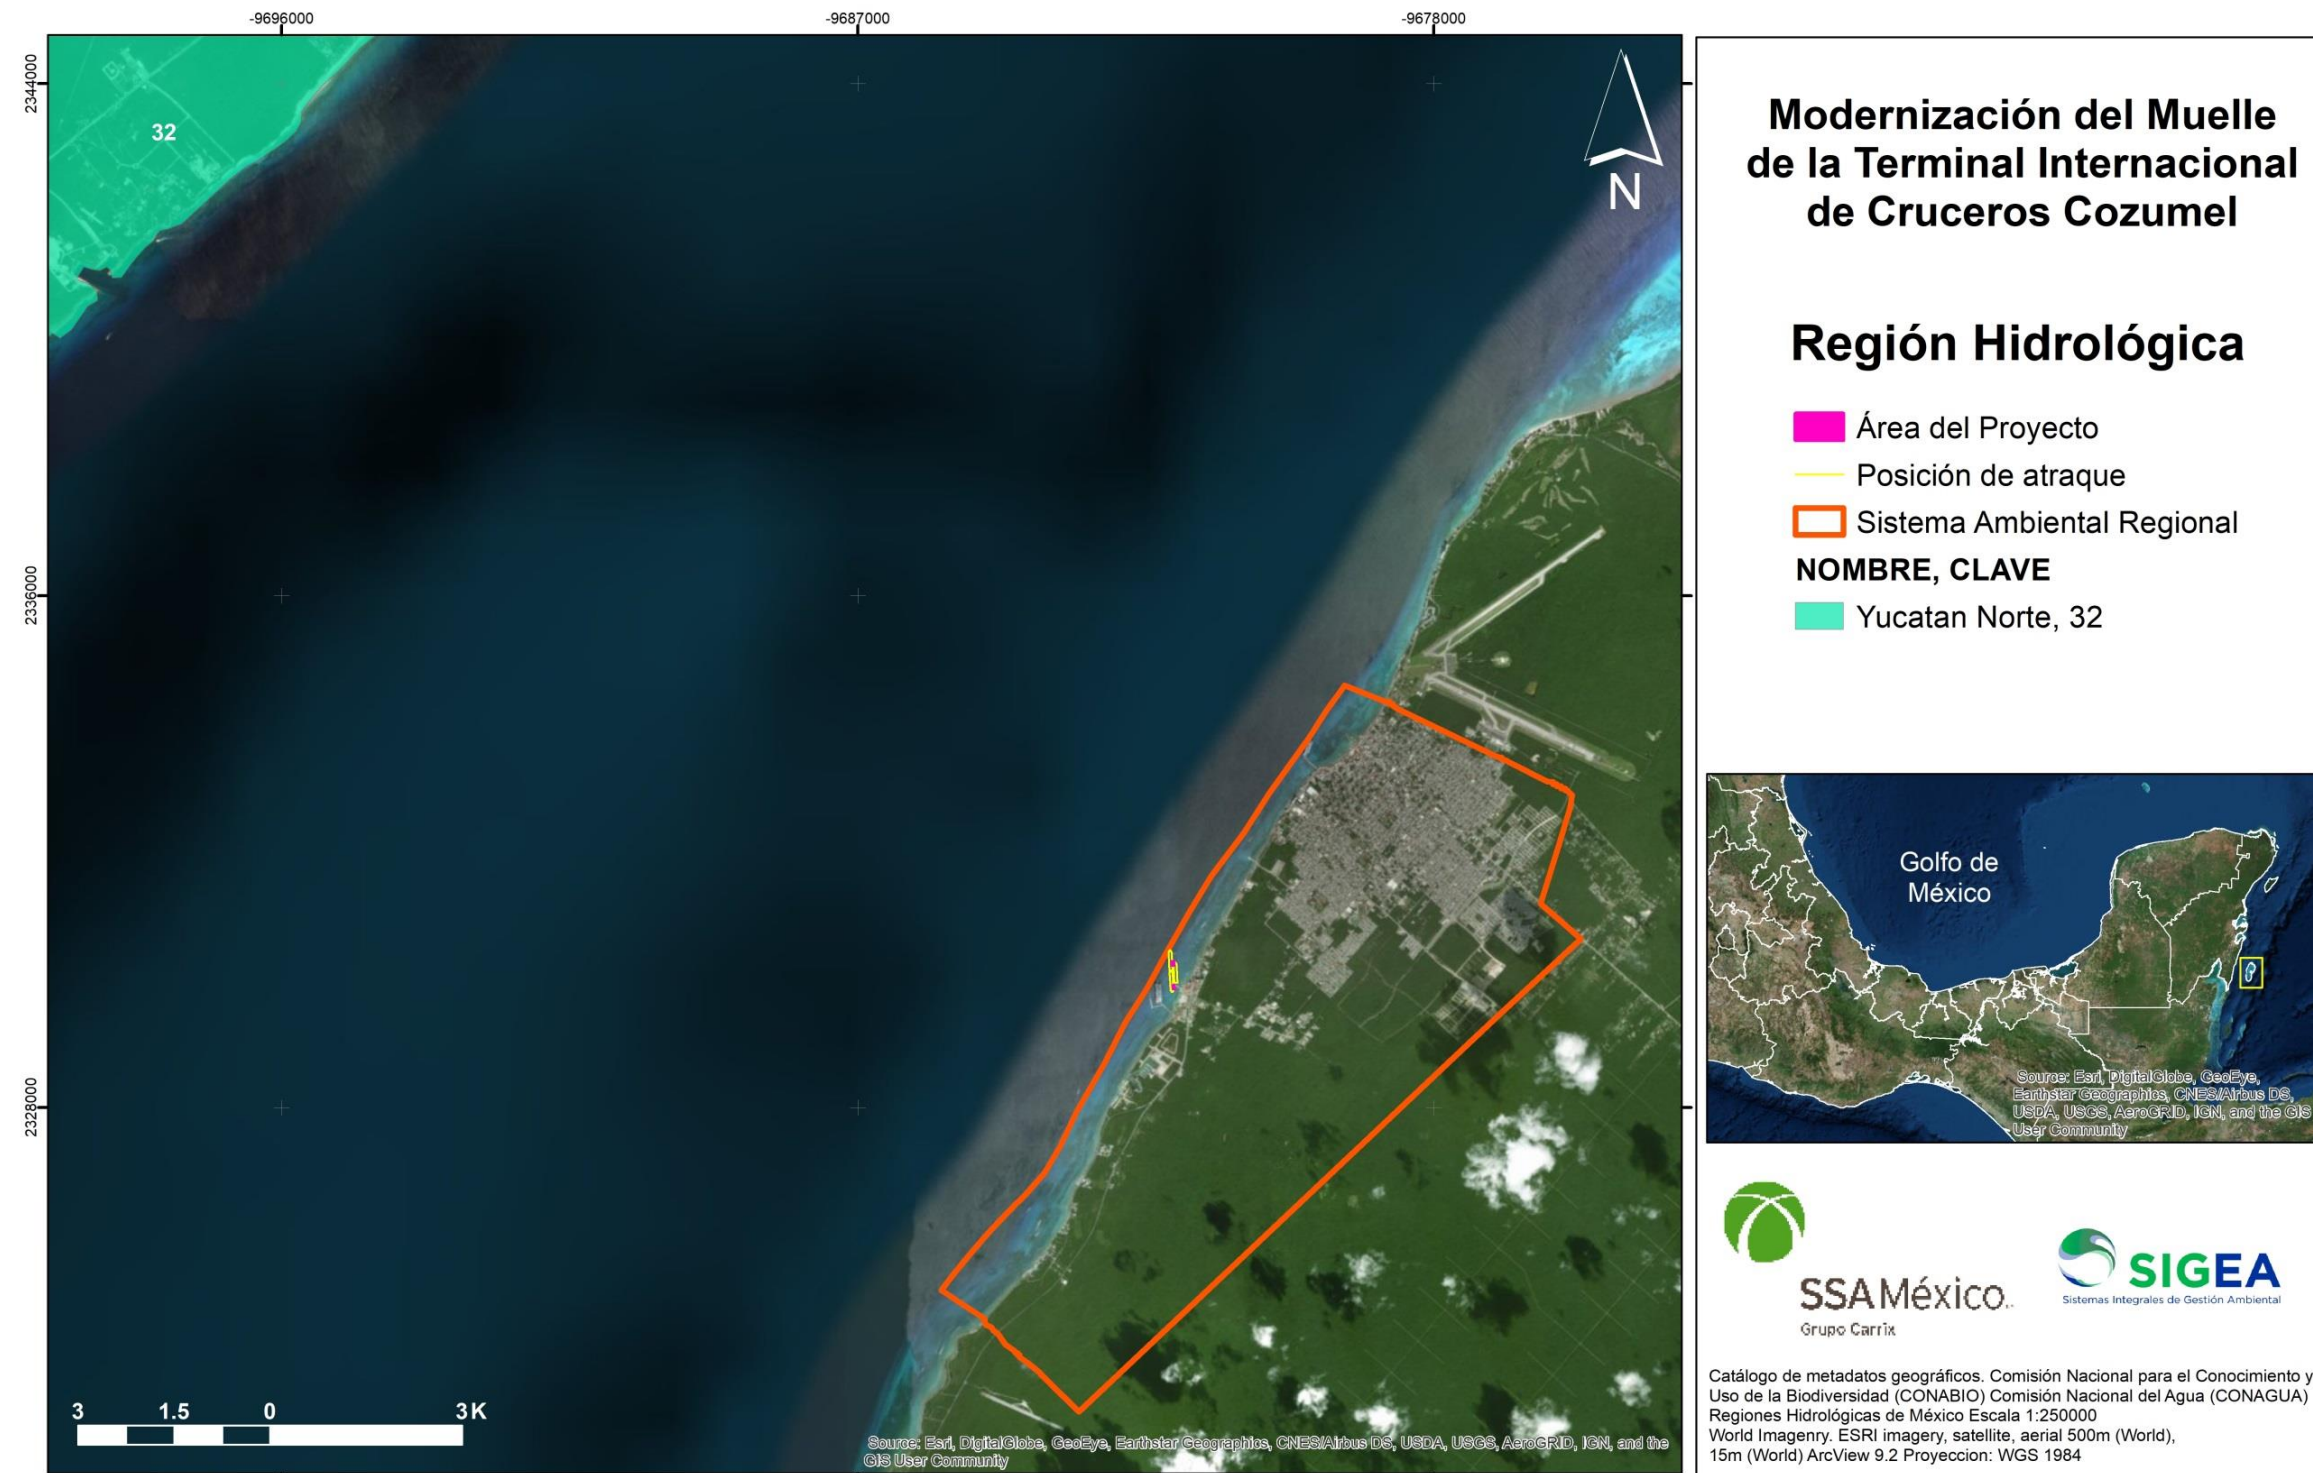 -9696000
-9687000
-9678000
2344000
2336000
2328000
32
N
3
1.5
0
3 K
Source: Esri, DigitalGlobe, GeoEye, Earthstar Geographics, CNES/Airbus DS, USDA, USGS, AeroGRID, IGN, and the
GIS User Community
Modernización del Muelle
de la Terminal Internacional
de Cruceros Cozumel
Región Hidrológica
Área del Proyecto
Posición de atraque
Sistema Ambiental Regional
NOMBRE, CLAVE
Yucatan Norte, 32
Golfo de
México
Source: Esri, DigitalGlobe, GeoEye,
Earthstar Geographics, CNES/Airbus DS,
USDA, USGS, AeroGRID, IGN, and the GIS
User Community
SSA México
Grupo Carrix
SIGEA
Sistemas Integrales de Gestión Ambiental
Catálogo de metadatos geográficos. Comisión Nacional para el Conocimiento y
Uso de la Biodiversidad (CONABIO) Comisión Nacional del Agua (CONAGUA)
Regiones Hidrológicas de México Escala 1:250000
World Imagenry. ESRI imagery, satellite, aerial 500m (World),
15m (World) ArcView 9.2 Proyeccion: WGS 1984